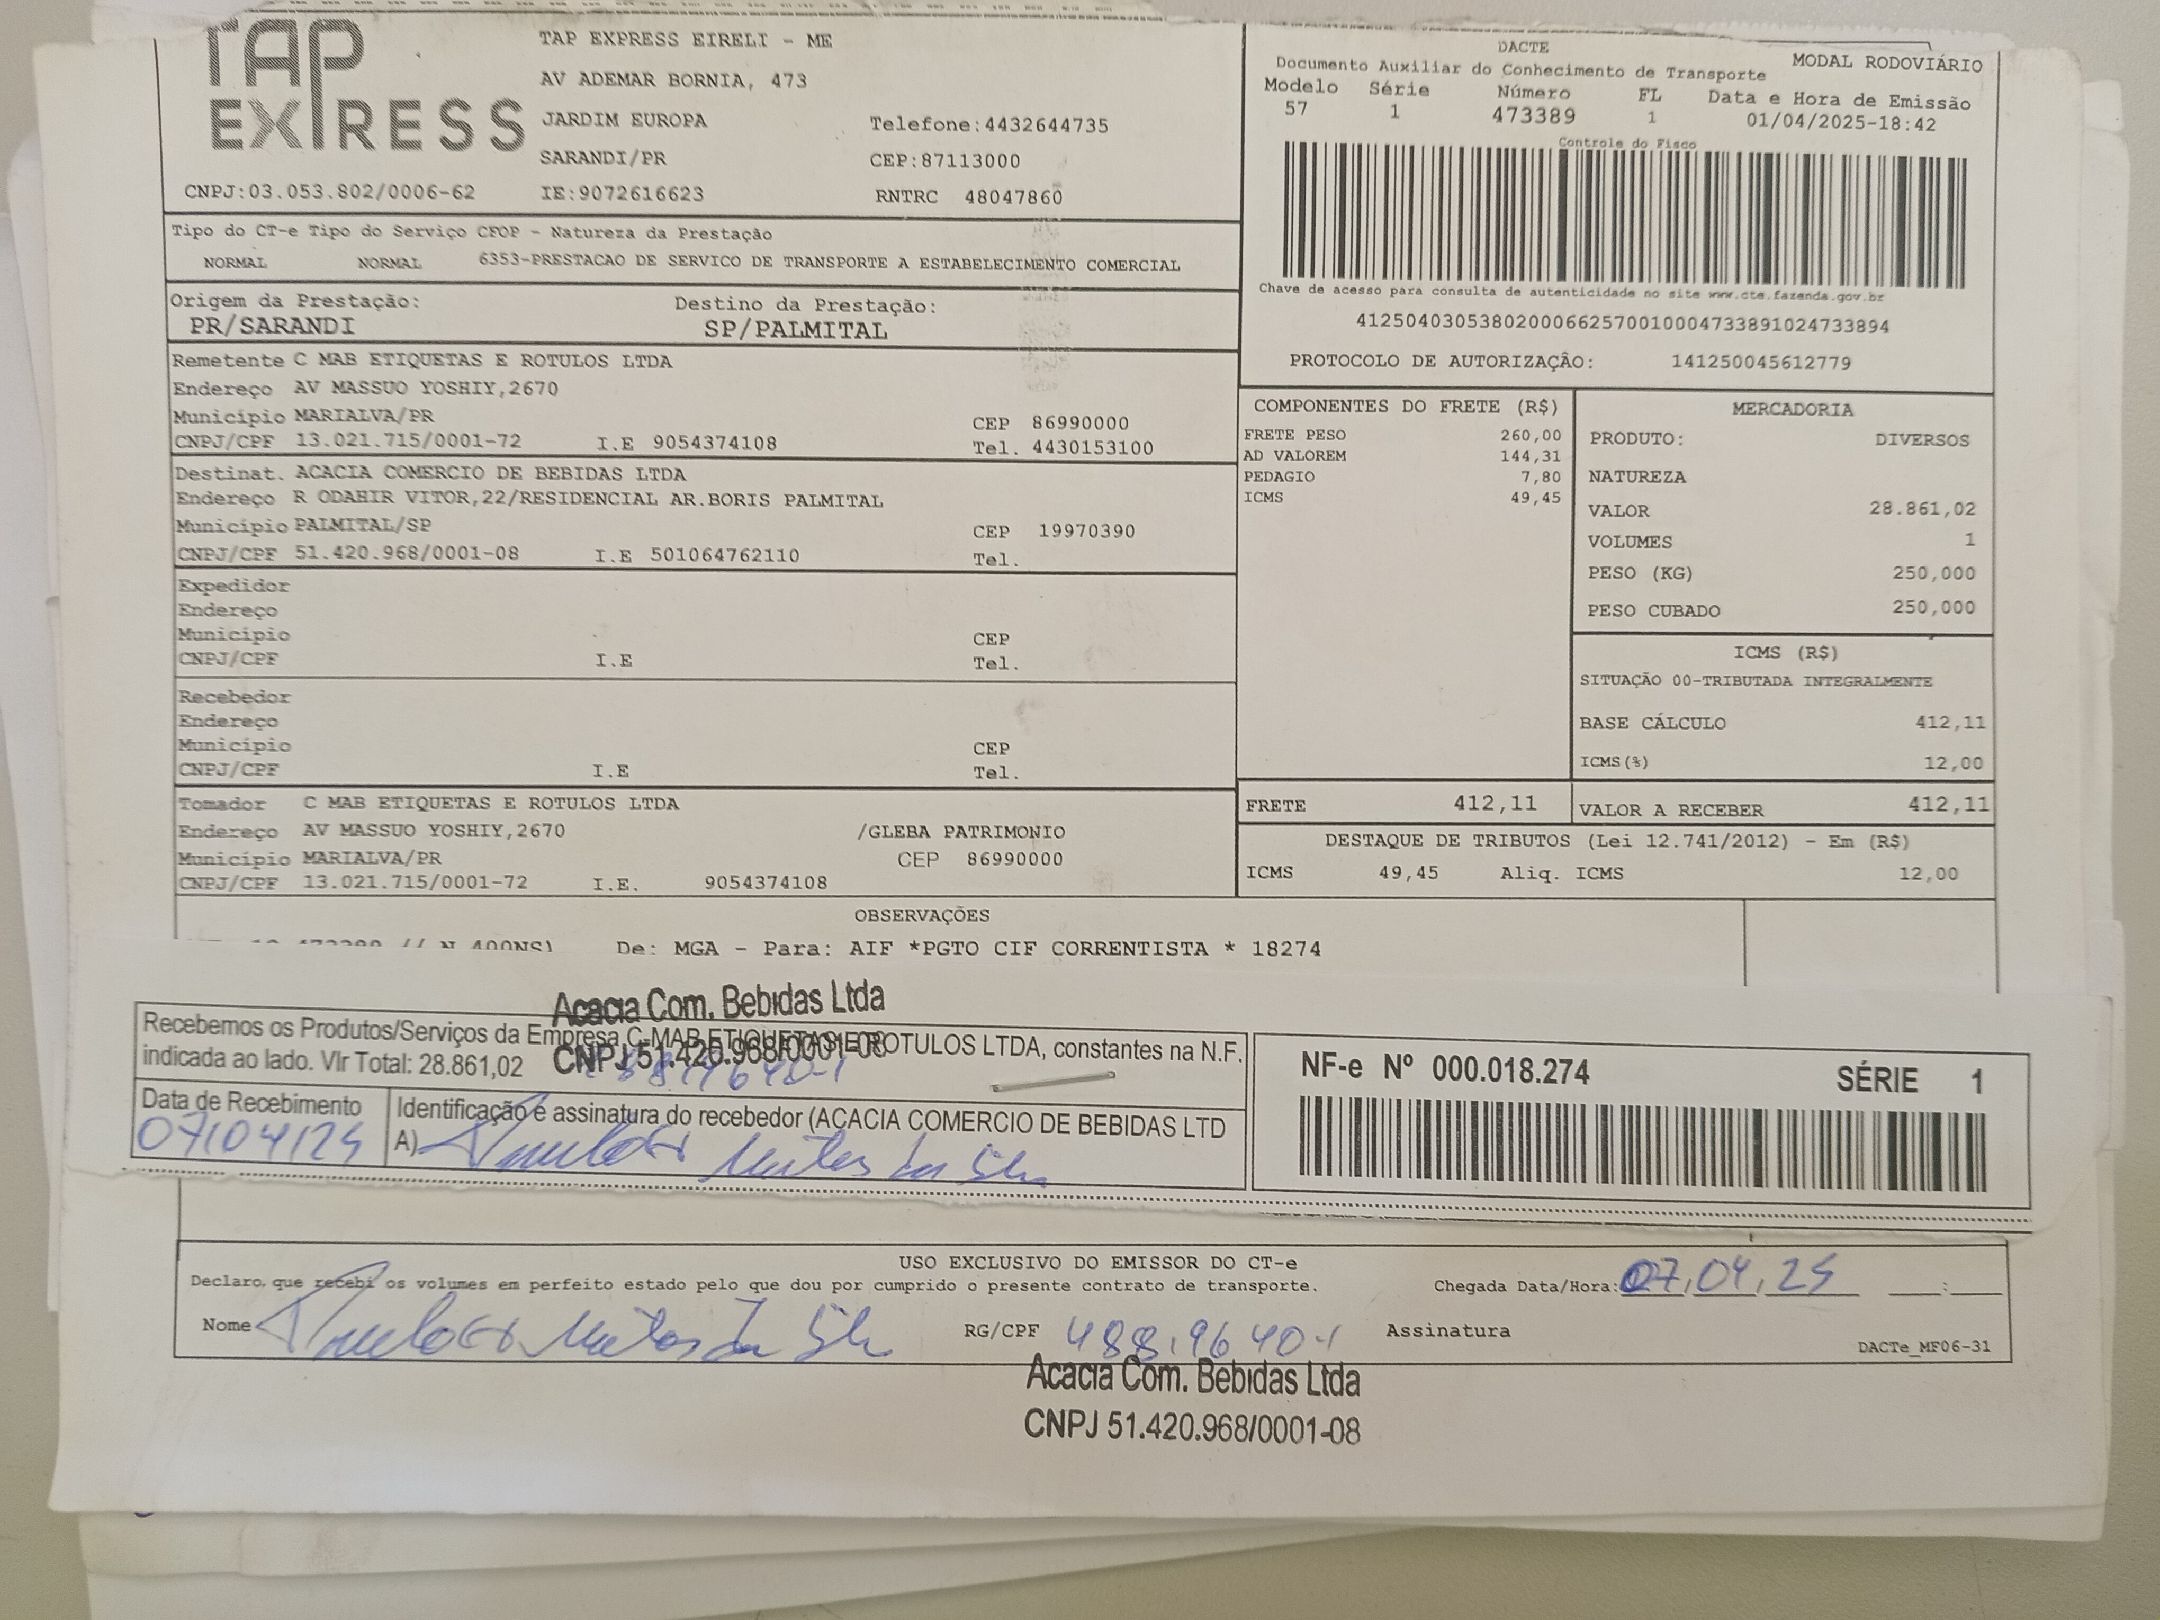 TAP
EXPRESS
TAP EXPRESS EIRELI - ME
AV ADEMAR BORNIA, 473
JARDIM EUROPA Telefone:4432644735
SARANDI/PR CEP:87113000
CNPJ:03.053.802/0006-62 IE:9072616623 RNTRC 48047860
DACTE MODAL RODOVIÁRIO
Documento Auxiliar do Conhecimento de Transporte
Modelo Série Número FL Data e Hora de Emissão
57 1 473389 1 01/04/2025-18:42
Controle do Fisco
Chave de acesso para consulta de autenticidade no site www.cte.fazenda.gov.br
41250403053802000662570010004733891024733894
PROTOCOLO DE AUTORIZAÇÃO: 141250045612779
Tipo do CT-e Tipo do Serviço CFOP - Natureza da Prestação
NORMAL NORMAL 6353-PRESTACAO DE SERVICO DE TRANSPORTE A ESTABELECIMENTO COMERCIAL
Origem da Prestação: Destino da Prestação:
PR/SARANDI SP/PALMITAL
Remetente C MAB ETIQUETAS E ROTULOS LTDA
Endereço AV MASSUO YOSHIY,2670
Município MARIALVA/PR CEP 86990000
CNPJ/CPF 13.021.715/0001-72 I.E 9054374108 Tel. 4430153100
Destinat. ACACIA COMERCIO DE BEBIDAS LTDA
Endereço R ODAHIR VITOR,22/RESIDENCIAL AR.BORIS PALMITAL
Município PALMITAL/SP CEP 19970390
CNPJ/CPF 51.420.968/0001-08 I.E 501064762110 Tel.
Expedidor
Endereço
Município CEP
CNPJ/CPF I.E Tel.
Recebedor
Endereço
Município CEP
CNPJ/CPF I.E Tel.
Tomador C MAB ETIQUETAS E ROTULOS LTDA
Endereço AV MASSUO YOSHIY,2670 /GLEBA PATRIMONIO
Município MARIALVA/PR CEP 86990000
CNPJ/CPF 13.021.715/0001-72 I.E. 9054374108
COMPONENTES DO FRETE (R$)
FRETE PESO 260,00
AD VALOREM 144,31
PEDAGIO 7,80
ICMS 49,45
MERCADORIA
PRODUTO: DIVERSOS
NATUREZA
VALOR 28.861,02
VOLUMES 1
PESO (KG) 250,000
PESO CUBADO 250,000
ICMS (R$)
SITUAÇÃO 00-TRIBUTADA INTEGRALMENTE
BASE CÁLCULO 412,11
ICMS(%) 12,00
FRETE 412,11 VALOR A RECEBER 412,11
DESTAQUE DE TRIBUTOS (Lei 12.741/2012) - Em (R$)
ICMS 49,45 Aliq. ICMS 12,00
OBSERVAÇÕES
De: MGA - Para: AIF *PGTO CIF CORRENTISTA * 18274
Acacia Com. Bebidas Ltda
CNPJ 51.420.968/0001-08
Recebemos os Produtos/Serviços da Empresa C-MAB ETIQUETAS E ROTULOS LTDA, constantes na N.F.
indicada ao lado. Vlr Total: 28.861,02
Data de Recebimento Identificação e assinatura do recebedor (ACACIA COMERCIO DE BEBIDAS LTD
07/04/25 A)
NF-e Nº 000.018.274 SÉRIE 1
USO EXCLUSIVO DO EMISSOR DO CT-e
Declaro, que recebi os volumes em perfeito estado pelo que dou por cumprido o presente contrato de transporte. Chegada Data/Hora: 07,04,25 :
Nome RG/CPF Assinatura
DACTe_MF06-31
Acacia Com. Bebidas Ltda
CNPJ 51.420.968/0001-08